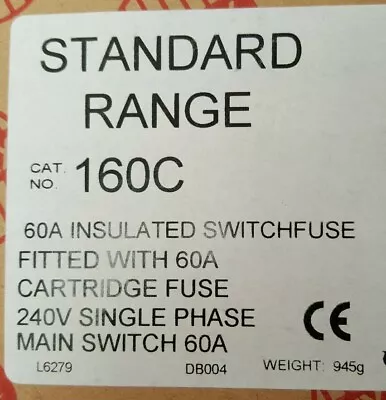 STANDARD
RANGE
CAT.
NO. 160C
60A INSULATED SWITCHFUSE
FITTED WITH 60A
CARTRIDGE FUSE
240V SINGLE PHASE
MAIN SWITCH 60A
CE
L6279 DB004 WEIGHT: 945g